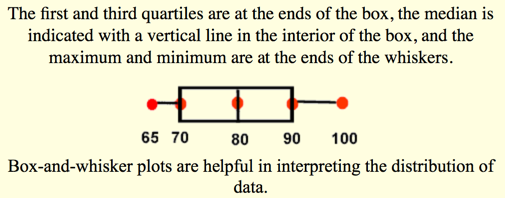 The first and third quartiles are at the ends of the box, the median is
indicated with a vertical line in the interior of the box, and the
maximum and minimum are at the ends of the whiskers.
65 70 80 90 100
Box-and-whisker plots are helpful in interpreting the distribution of
data.